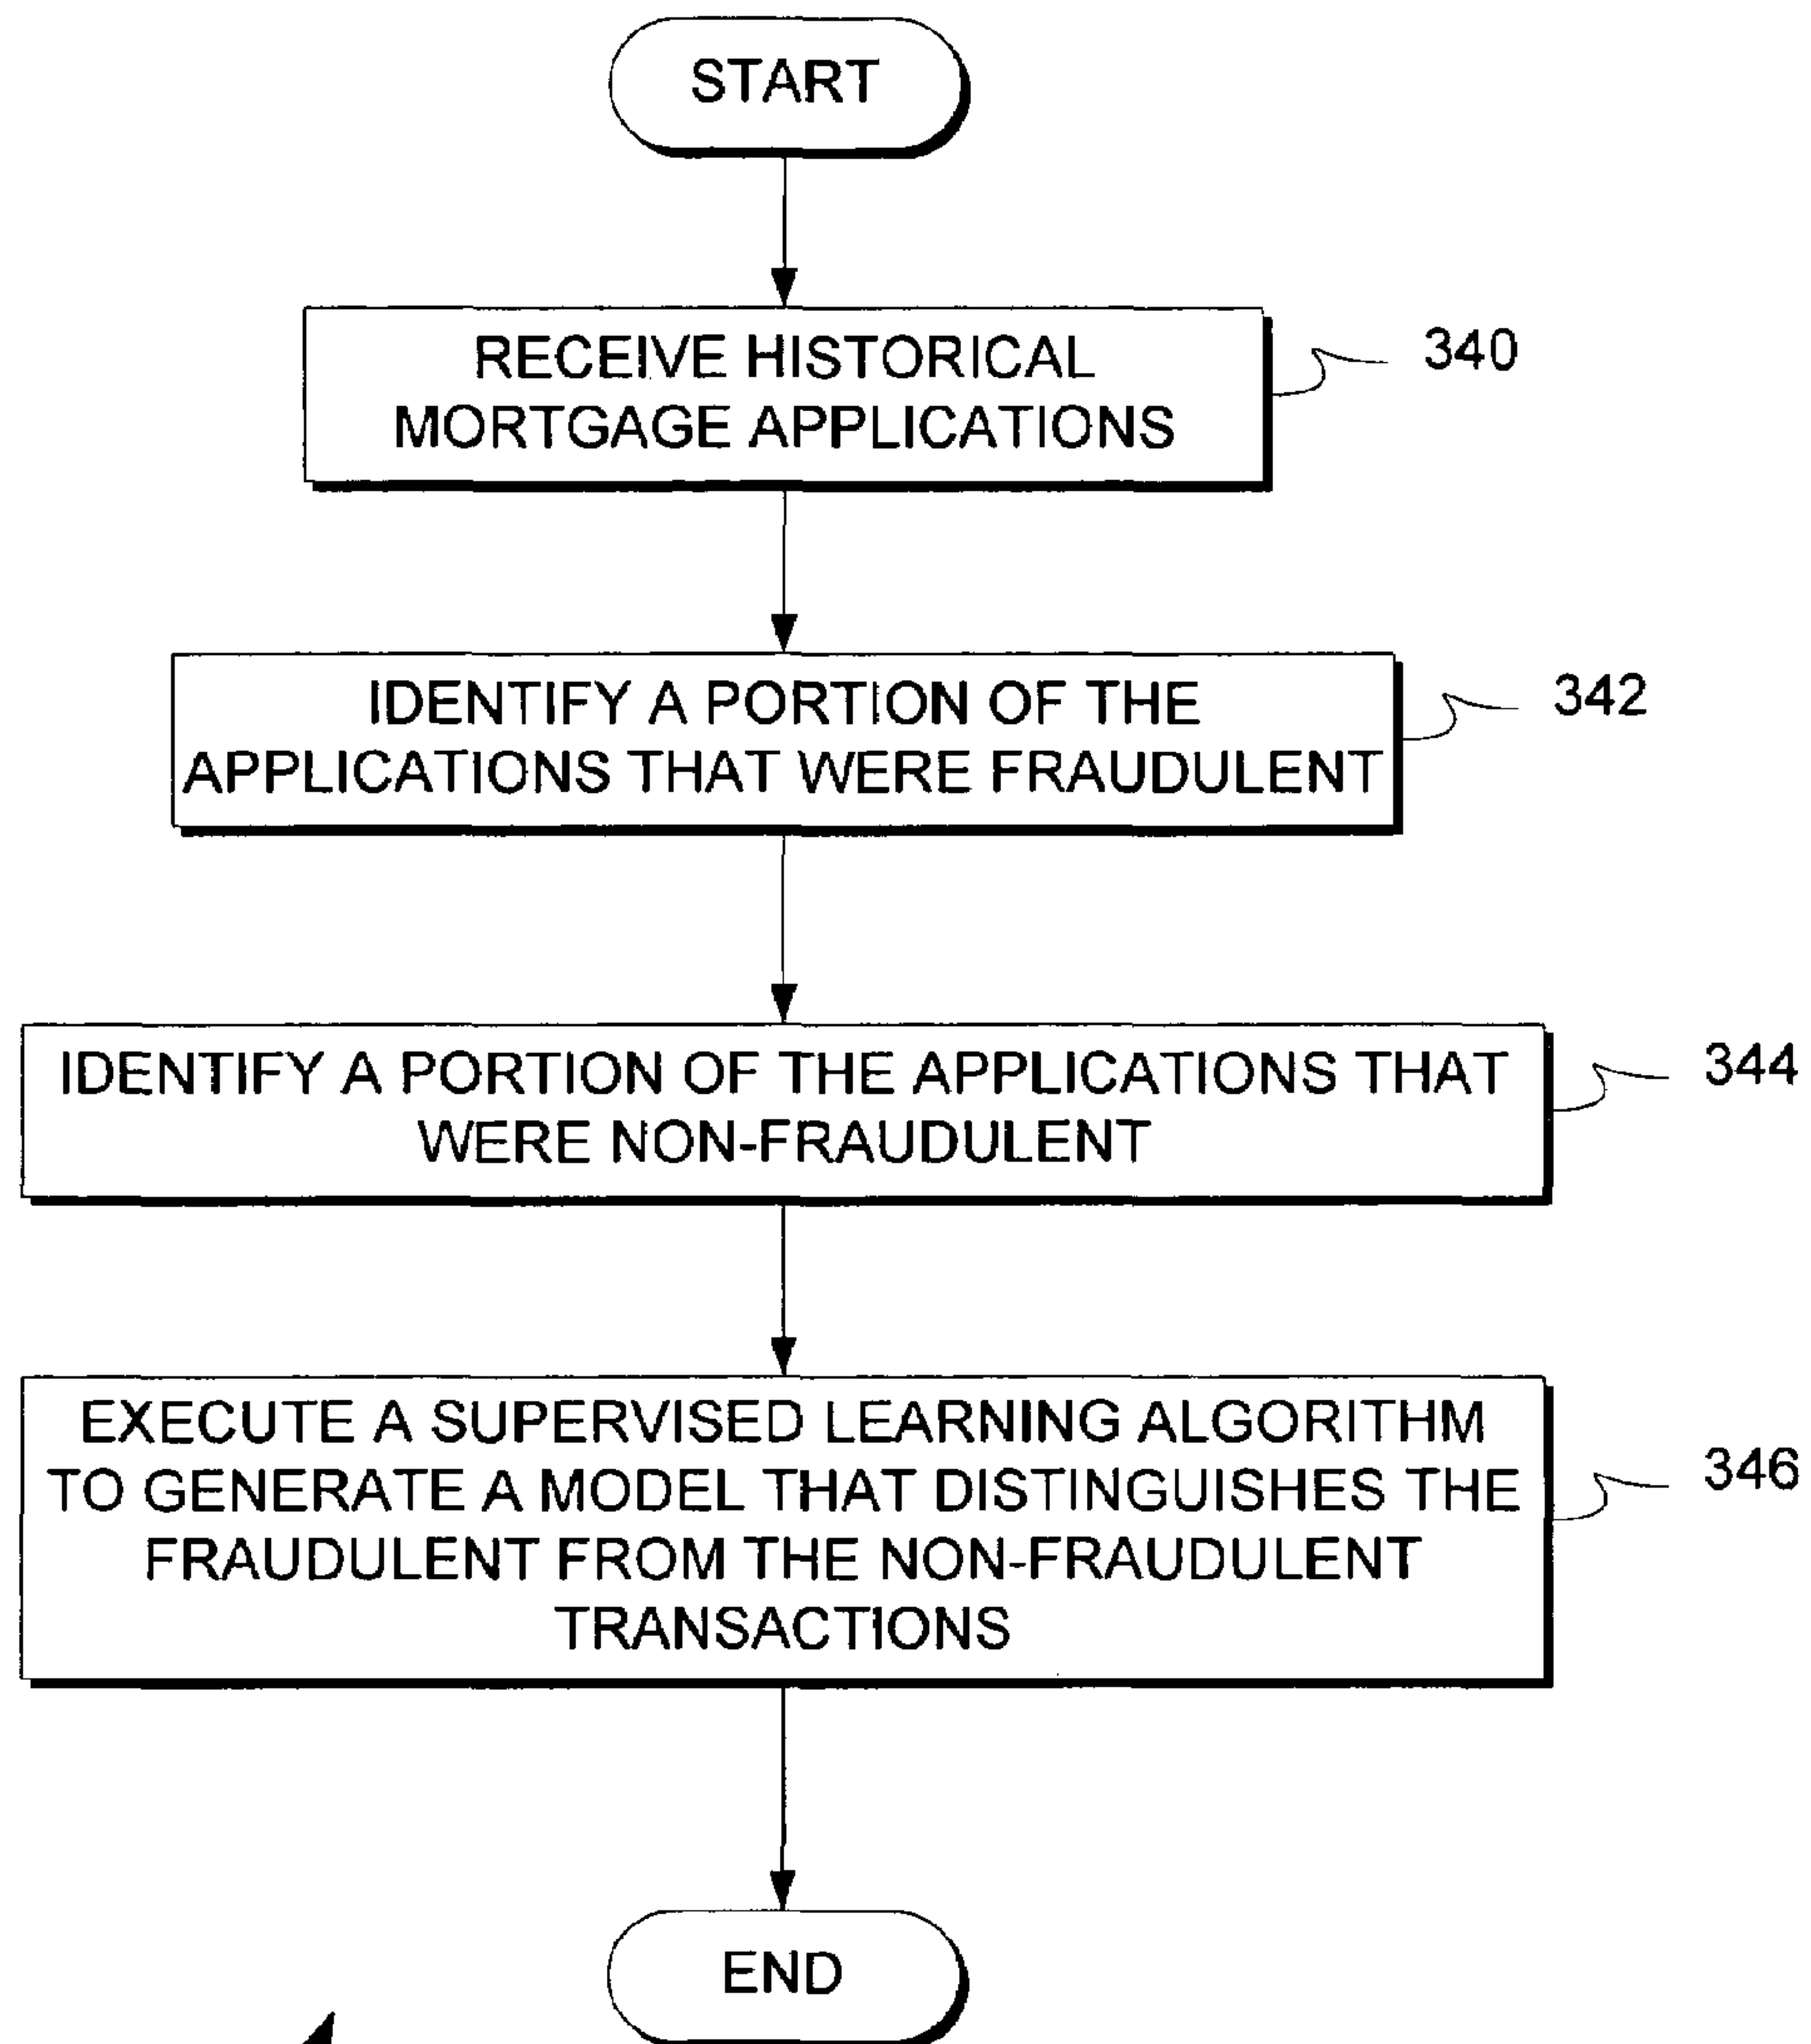 START
RECEIVE HISTORICAL
MORTGAGE APPLICATIONS
340
IDENTIFY A PORTION OF THE
APPLICATIONS THAT WERE FRAUDULENT
342
IDENTIFY A PORTION OF THE APPLICATIONS THAT
WERE NON-FRAUDULENT
344
EXECUTE A SUPERVISED LEARNING ALGORITHM
TO GENERATE A MODEL THAT DISTINGUISHES THE
FRAUDULENT FROM THE NON-FRAUDULENT
TRANSACTIONS
346
END